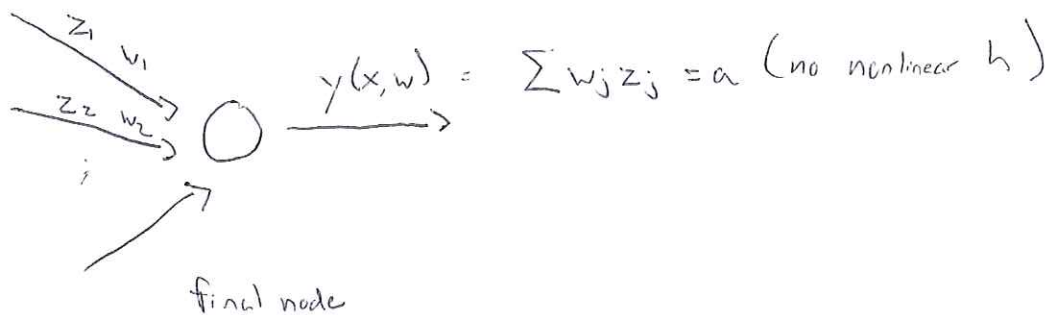 z1 w1
y(x,w) = Σ wj zj = a (no nonlinear h)
z2 w2
final node